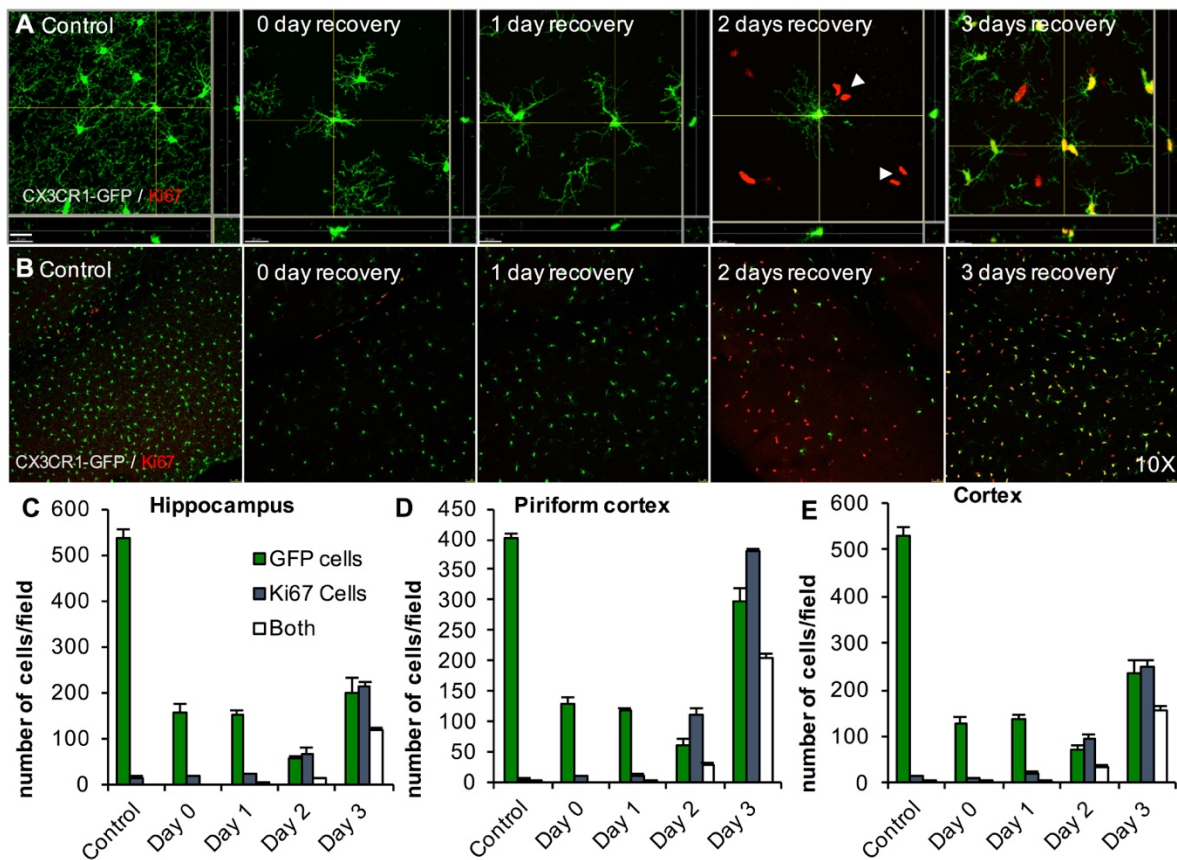 A Control
0 day recovery
1 day recovery
2 days recovery
3 days recovery
CX3CR1-GFP / Ki67
B Control
0 day recovery
1 day recovery
2 days recovery
3 days recovery
CX3CR1-GFP / Ki67
10X
C Hippocampus
number of cells/field
600
500
400
300
200
100
0
GFP cells
Ki67 Cells
Both
Control
Day 0
Day 1
Day 2
Day 3
D Piriform cortex
number of cells/field
450
400
350
300
250
200
150
100
50
0
Control
Day 0
Day 1
Day 2
Day 3
E Cortex
number of cells/field
600
500
400
300
200
100
0
Control
Day 0
Day 1
Day 2
Day 3